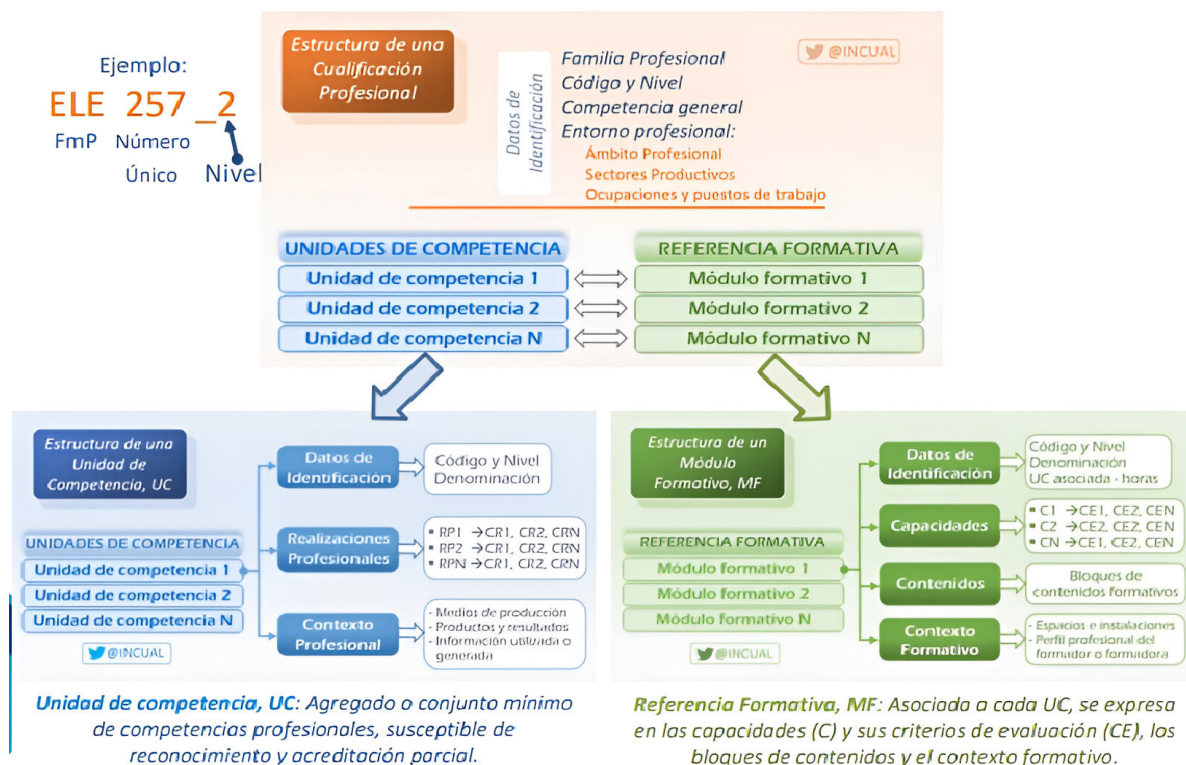 Ejemplo:
ELE 257 _2
FmP Número
Único Nivel
Estructura de una
Cualificación
Profesional
Datos de
Identificación
Familia Profesional
Código y Nivel
Competencia general
Entorno profesional:
Ámbito Profesional
Sectores Productivos
Ocupaciones y puestos de trabajo
@INCUAL
UNIDADES DE COMPETENCIA
Unidad de competencia 1
Unidad de competencia 2
Unidad de competencia N
REFERENCIA FORMATIVA
Módulo formativo 1
Módulo formativo 2
Módulo formativo N
Estructura de una
Unidad de
Competencia, UC
UNIDADES DE COMPETENCIA
Unidad de competencia 1
Unidad de competencia 2
Unidad de competencia N
@INCUAL
Datos de
Identificación
Código y Nivel
Denominación
Realizaciones
Profesionales
▪ RP1 →CR1, CR2, CRN
▪ RP2 →CR1, CR2, CRN
▪ RPN →CR1, CR2, CRN
Contexto
Profesional
- Medios de producción
- Productos y resultados
- Información utilizada o
generada
Unidad de competencia, UC: Agregado o conjunto mínimo
de competencias profesionales, susceptible de
reconocimiento y acreditación parcial.
Estructura de un
Módulo
Formativo, MF
REFERENCIA FORMATIVA
Módulo formativo 1
Módulo formativo 2
Módulo formativo N
@INCUAL
Datos de
Identificación
Código y Nivel
Denominación
UC asociada - horas
Capacidades
▪ C1 →CE1, CE2, CEN
▪ C2 →CE2, CE2, CEN
▪ CN →CE1, CE2, CEN
Contenidos
Bloques de
contenidos formativos
Contexto
Formativo
- Espacios e instalaciones
- Perfil profesional del
formador o formadora
Referencia Formativa, MF: Asociada a cada UC, se expresa
en las capacidades (C) y sus criterios de evaluación (CE), los
bloques de contenidos y el contexto formativo.